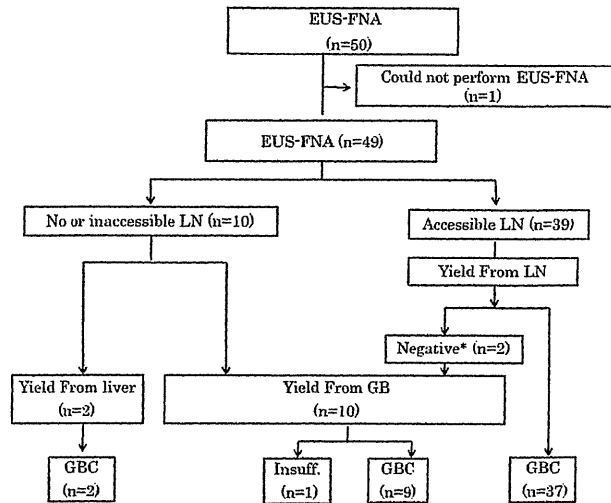 EUS-FNA
(n=50)
Could not perform EUS-FNA
(n=1)
EUS-FNA (n=49)
No or inaccessible LN (n=10)
Accessible LN (n=39)
Yield From LN
Negative* (n=2)
Yield From liver
(n=2)
Yield From GB
(n=10)
GBC
(n=2)
Insuff.
(n=1)
GBC
(n=9)
GBC
(n=37)